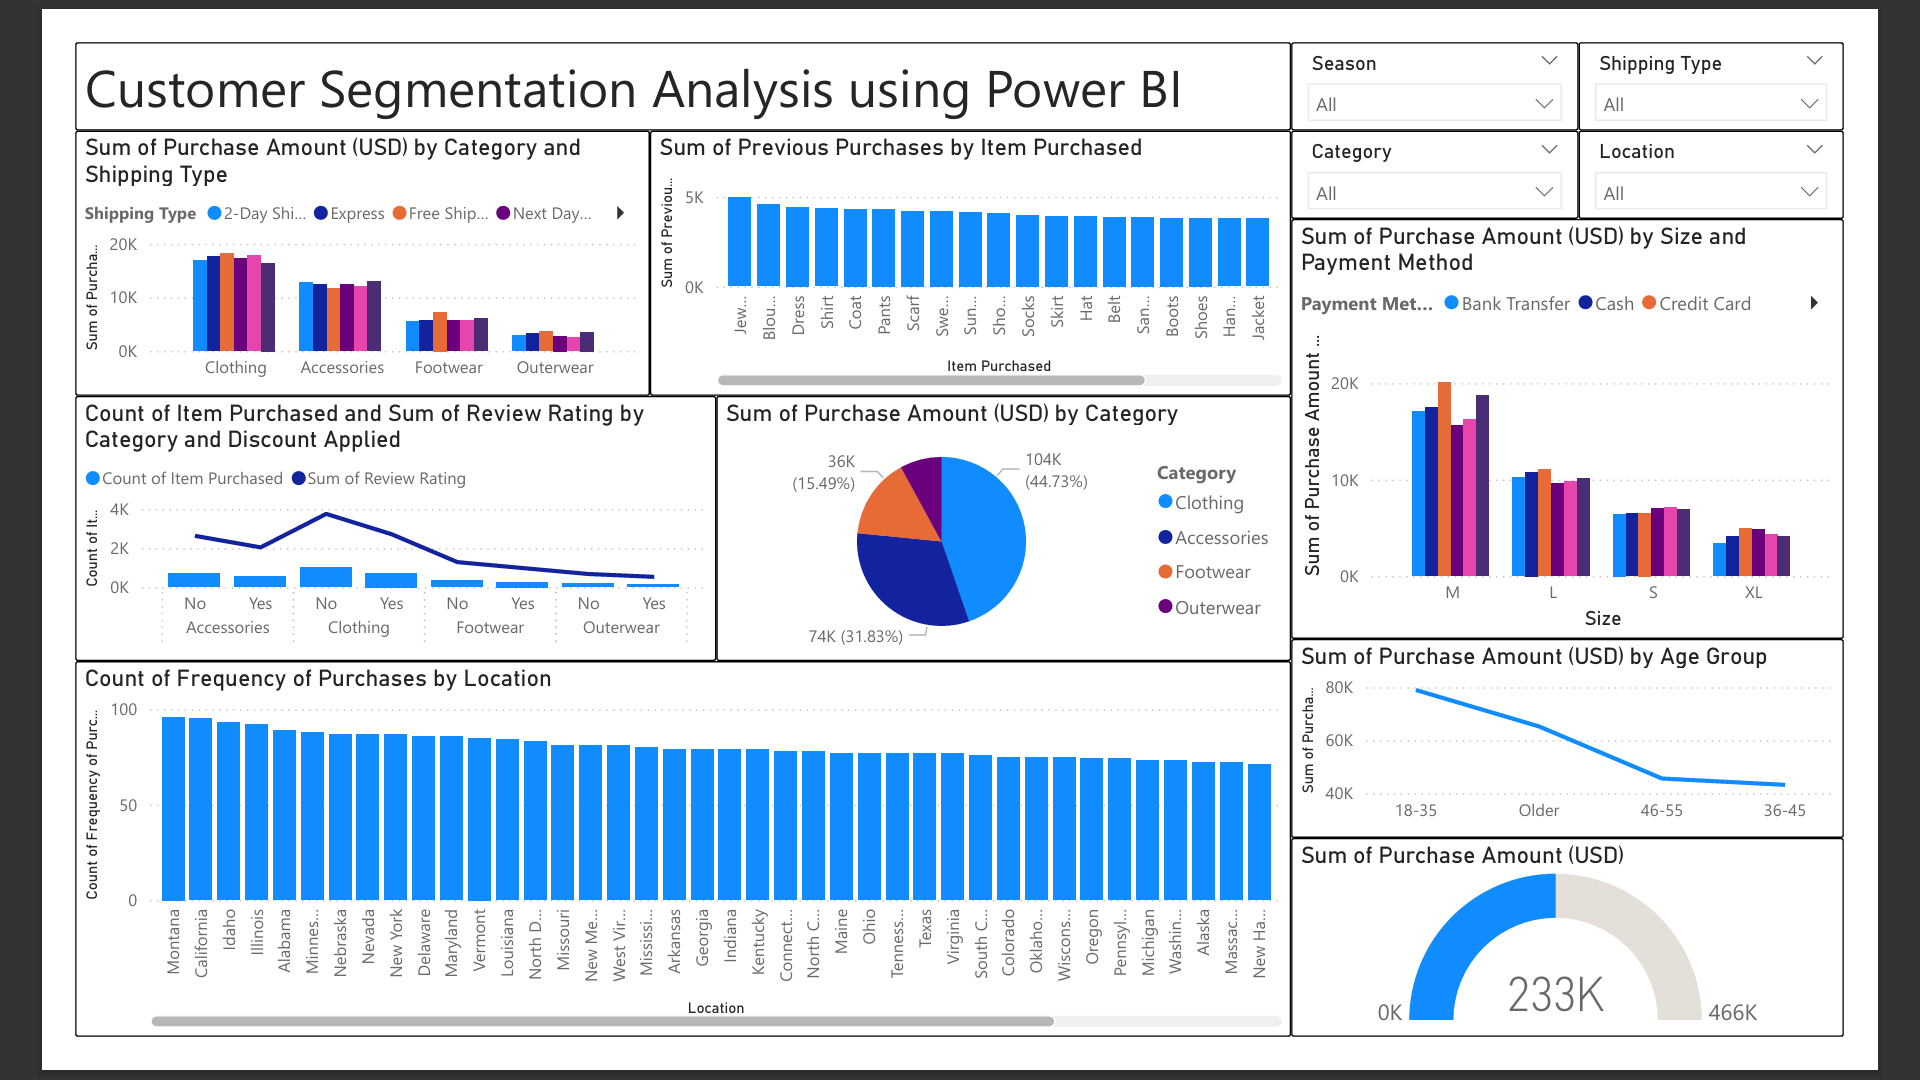 Customer Segmentation Analysis using Power BI
Season
All
Shipping Type
All
Category
All
Location
All
Sum of Purchase Amount (USD) by Category and
Shipping Type
Shipping Type 2-Day Shi... Express Free Ship... Next Day...
Sum of Purcha...
20K
10K
0K
Clothing Accessories Footwear Outerwear
Sum of Previous Purchases by Item Purchased
Sum of Previou...
5K
0K
Jew... Blou... Dress Shirt Coat Pants Scarf Swe... Sun... Sho... Socks Skirt Hat Belt San... Boots Shoes Han... Jacket
Item Purchased
Sum of Purchase Amount (USD) by Size and
Payment Method
Payment Met... Bank Transfer Cash Credit Card
Sum of Purchase Amount ...
20K
10K
0K
M L S XL
Size
Count of Item Purchased and Sum of Review Rating by
Category and Discount Applied
Count of Item Purchased Sum of Review Rating
Count of It...
4K
2K
0K
No Yes No Yes No Yes No Yes
Accessories Clothing Footwear Outerwear
Sum of Purchase Amount (USD) by Category
36K
(15.49%)
104K
(44.73%)
74K (31.83%)
Category
Clothing
Accessories
Footwear
Outerwear
Count of Frequency of Purchases by Location
Count of Frequency of Purc...
100
50
0
Montana California Idaho Illinois Alabama Minnes... Nebraska Nevada New York Delaware Maryland Vermont Louisiana North D... Missouri New Me... West Vir... Mississi... Arkansas Georgia Indiana Kentucky Connect... North C... Maine Ohio Tenness... Texas Virginia South C... Colorado Oklaho... Wiscons... Oregon Pennsyl... Michigan Washin... Alaska Massac... New Ha...
Location
Sum of Purchase Amount (USD) by Age Group
Sum of Purcha...
80K
60K
40K
18-35 Older 46-55 36-45
Sum of Purchase Amount (USD)
233K
0K 466K